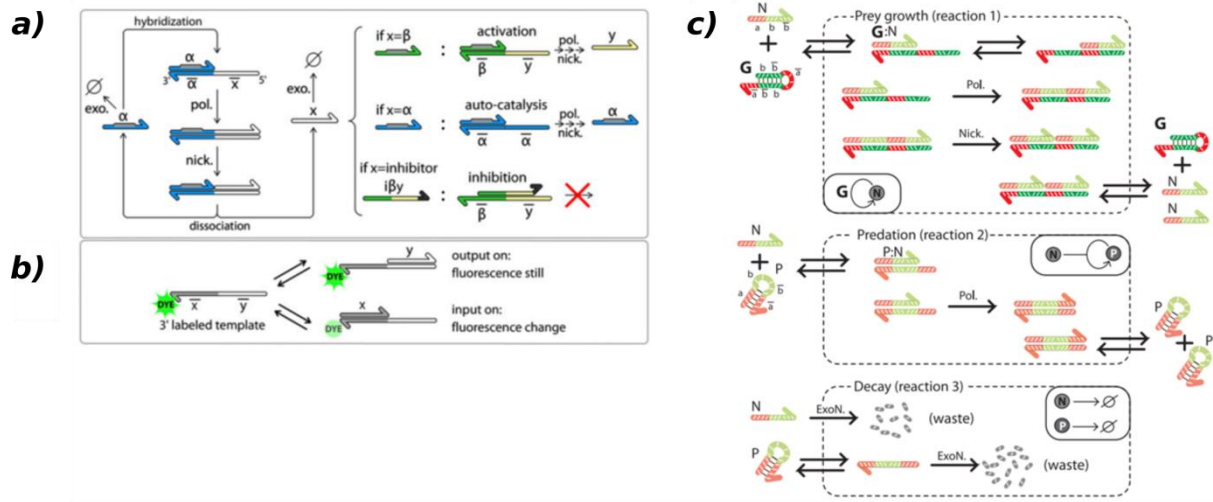 a)
hybridization
α
3'
α̅
x̅
5'
∅
exo.
α
pol.
nick.
dissociation
∅
exo.
x
if x=β
:
activation
β̅
y̅
pol.
nick.
y
if x=α
:
auto-catalysis
α̅
α̅
pol.
nick.
α
if x=inhibitor
iβy
:
inhibition
β̅
y̅
b)
DYE
x̅
y̅
3' labeled template
DYE
y
output on:
fluorescence still
DYE
x
input on:
fluorescence change
c)
Prey growth (reaction 1)
N
a b b̅
+
G
b b̅
a̅
a̅ b b
G:N
Pol.
Nick.
G N
G
+
N
N
Predation (reaction 2)
N
+
b P
a b̅
a̅
P:N
N P
Pol.
P
+
P
Decay (reaction 3)
N
ExoN.
(waste)
N → ∅
P → ∅
P
ExoN.
(waste)